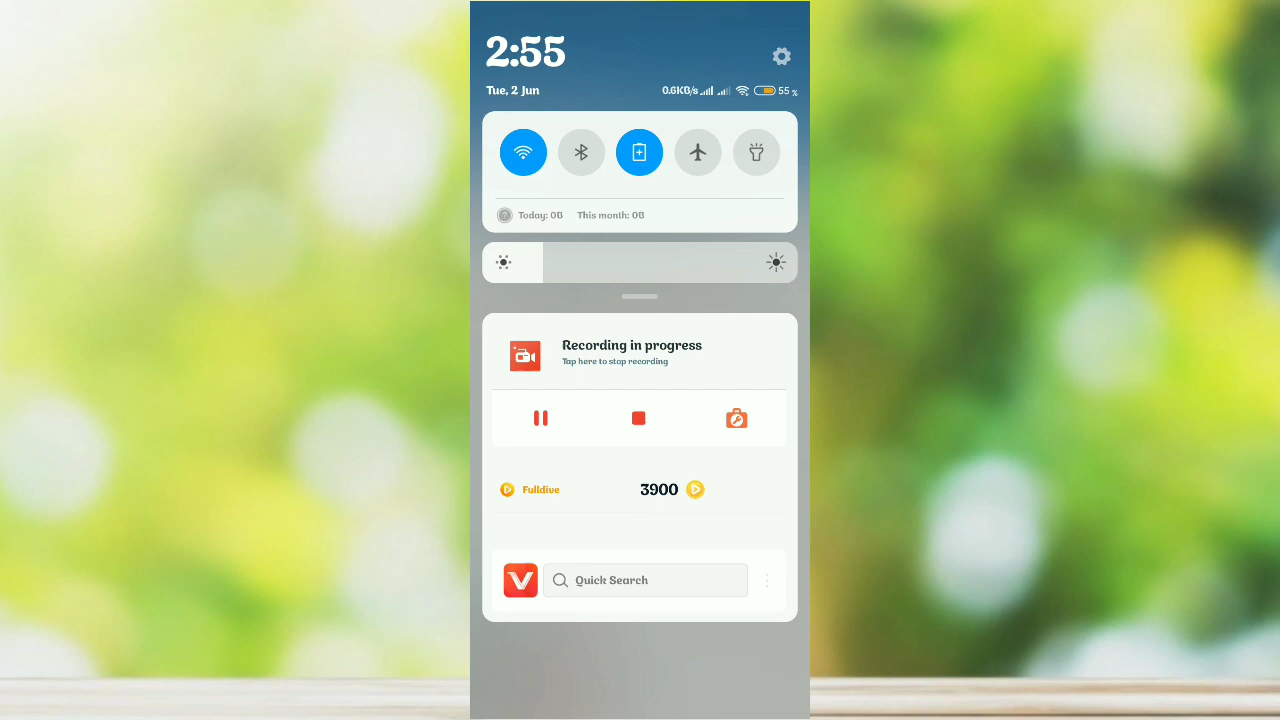 2:55
Tue, 2 Jun
0.6KB/s 55 %
Today: 0B This month: 0B
Recording in progress
Tap here to stop recording
Fulldive 3900
Quick Search